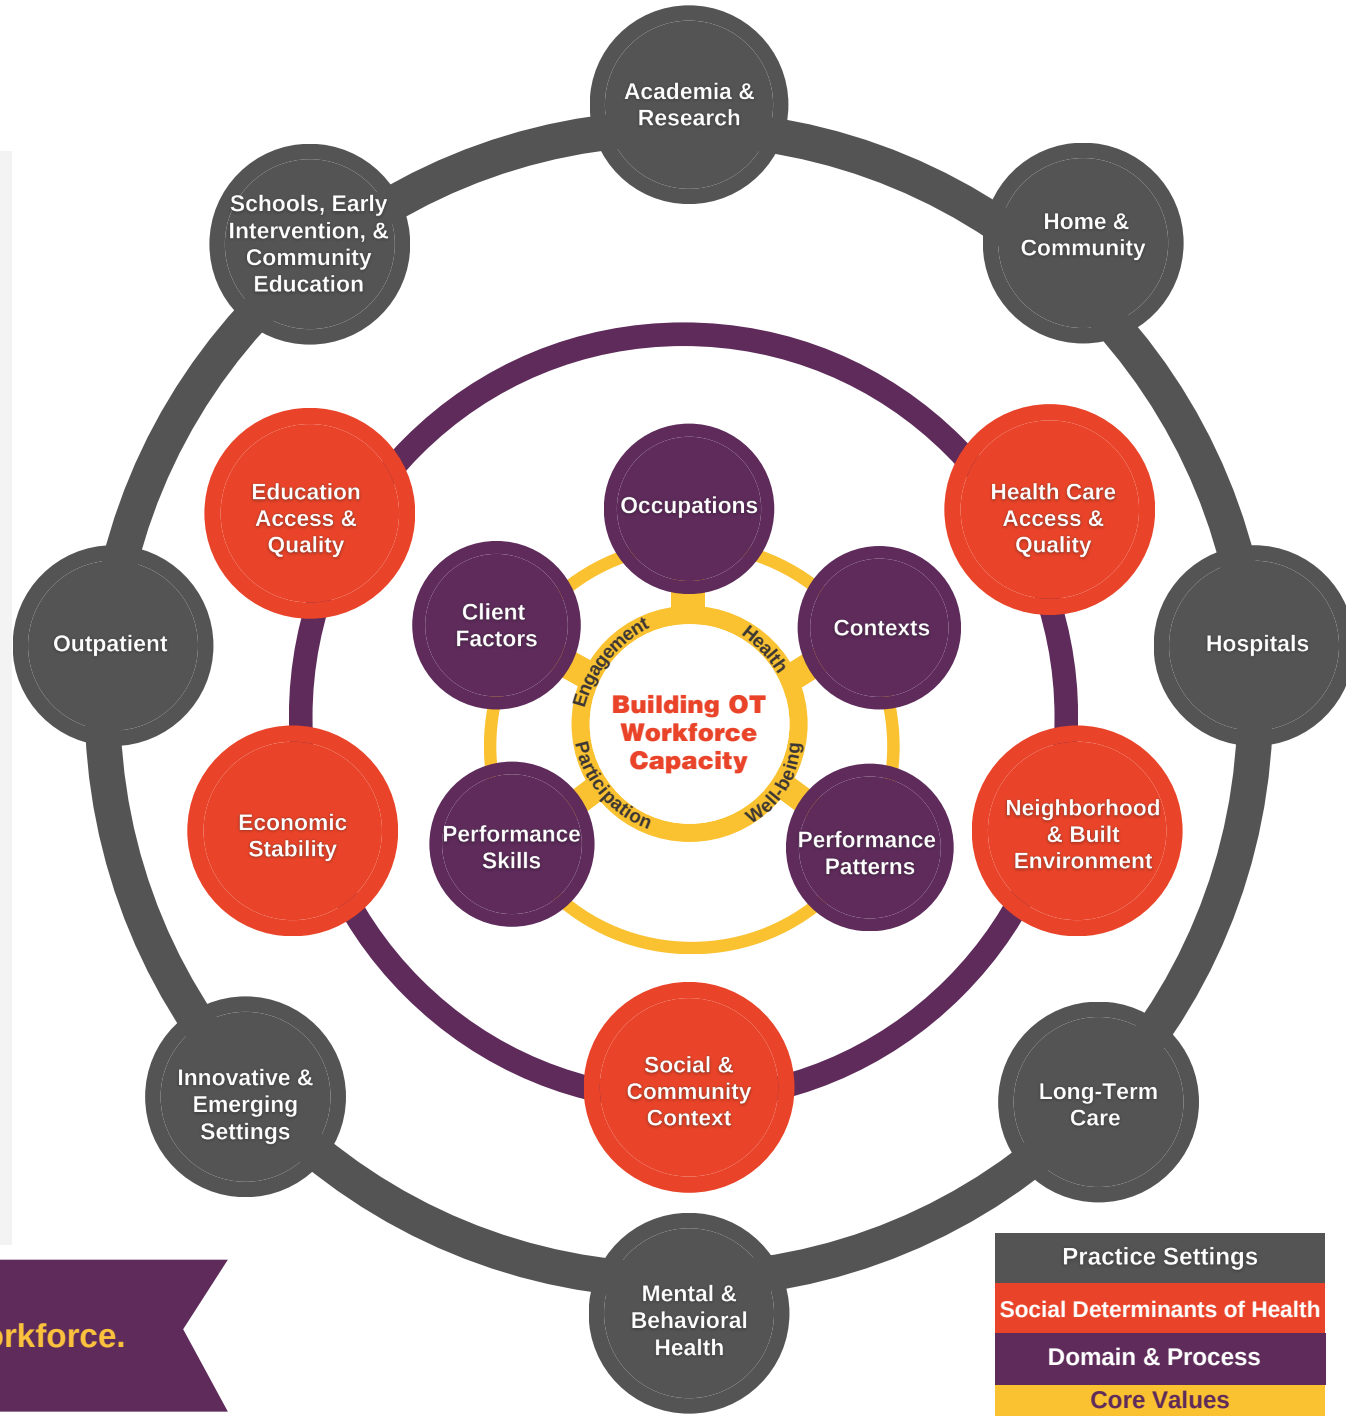 Academia &
Research
Schools, Early
Intervention, &
Community
Education
Home &
Community
Education
Access &
Quality
Health Care
Access &
Quality
Occupations
Client
Factors
Contexts
Outpatient
Hospitals
Engagement
Health
Building OT
Workforce
Capacity
Participation
Well-being
Economic
Stability
Performance
Skills
Performance
Patterns
Neighborhood
& Built
Environment
Social &
Community
Context
Innovative &
Emerging
Settings
Long-Term
Care
Mental &
Behavioral
Health
orkforce.
Practice Settings
Social Determinants of Health
Domain & Process
Core Values